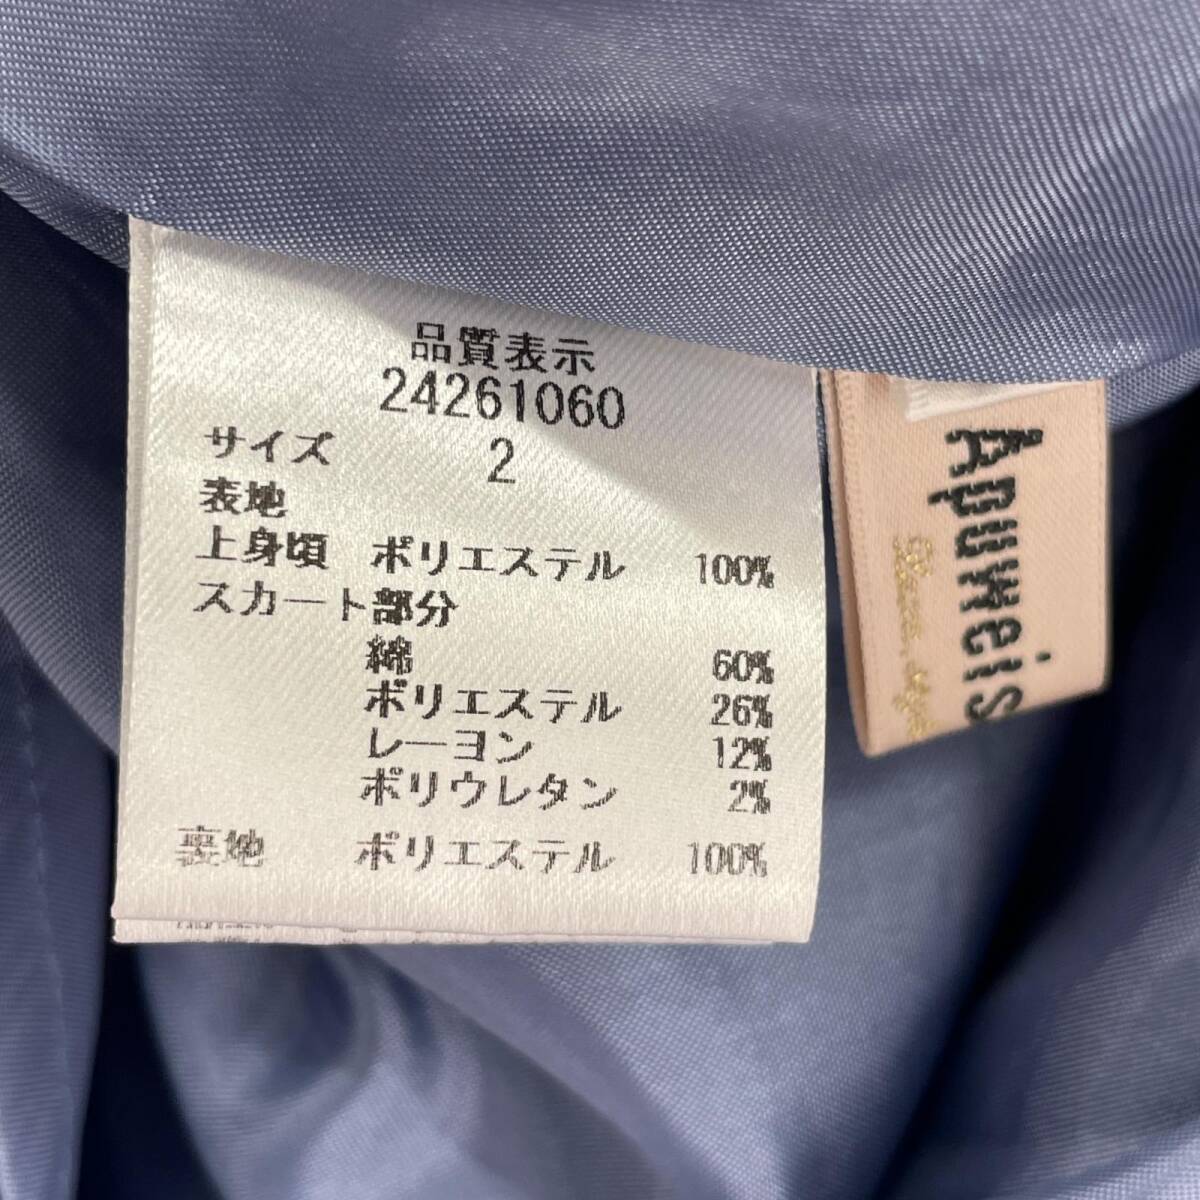 品質表示
24261060
サイズ 2
表地
上身頃 ポリエステル 100%
スカート部分
綿 60%
ポリエステル 26%
レーヨン 12%
ポリウレタン 2%
裏地 ポリエステル 100%
Apuweis